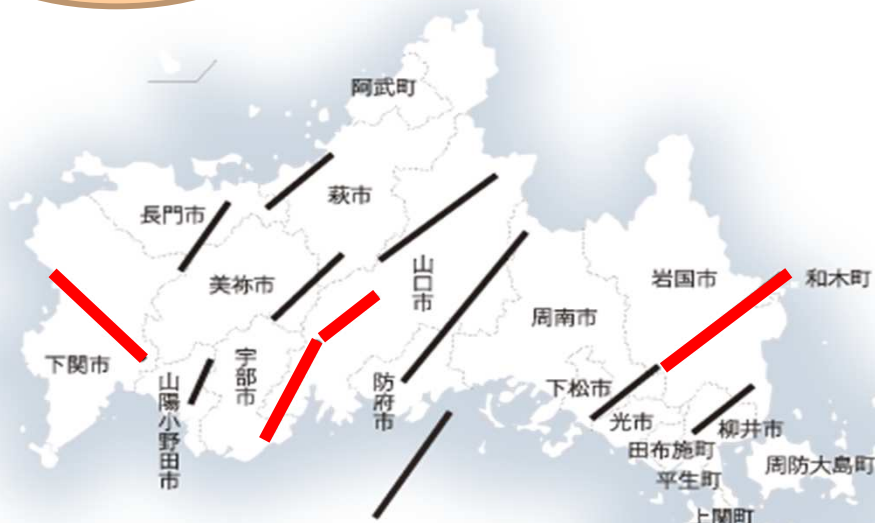 阿武町
萩市
長門市
美祢市
山口市
岩国市
和木町
周南市
下関市
宇部市
山陽小野田市
防府市
下松市
光市
柳井市
田布施町
周防大島町
平生町
上関町